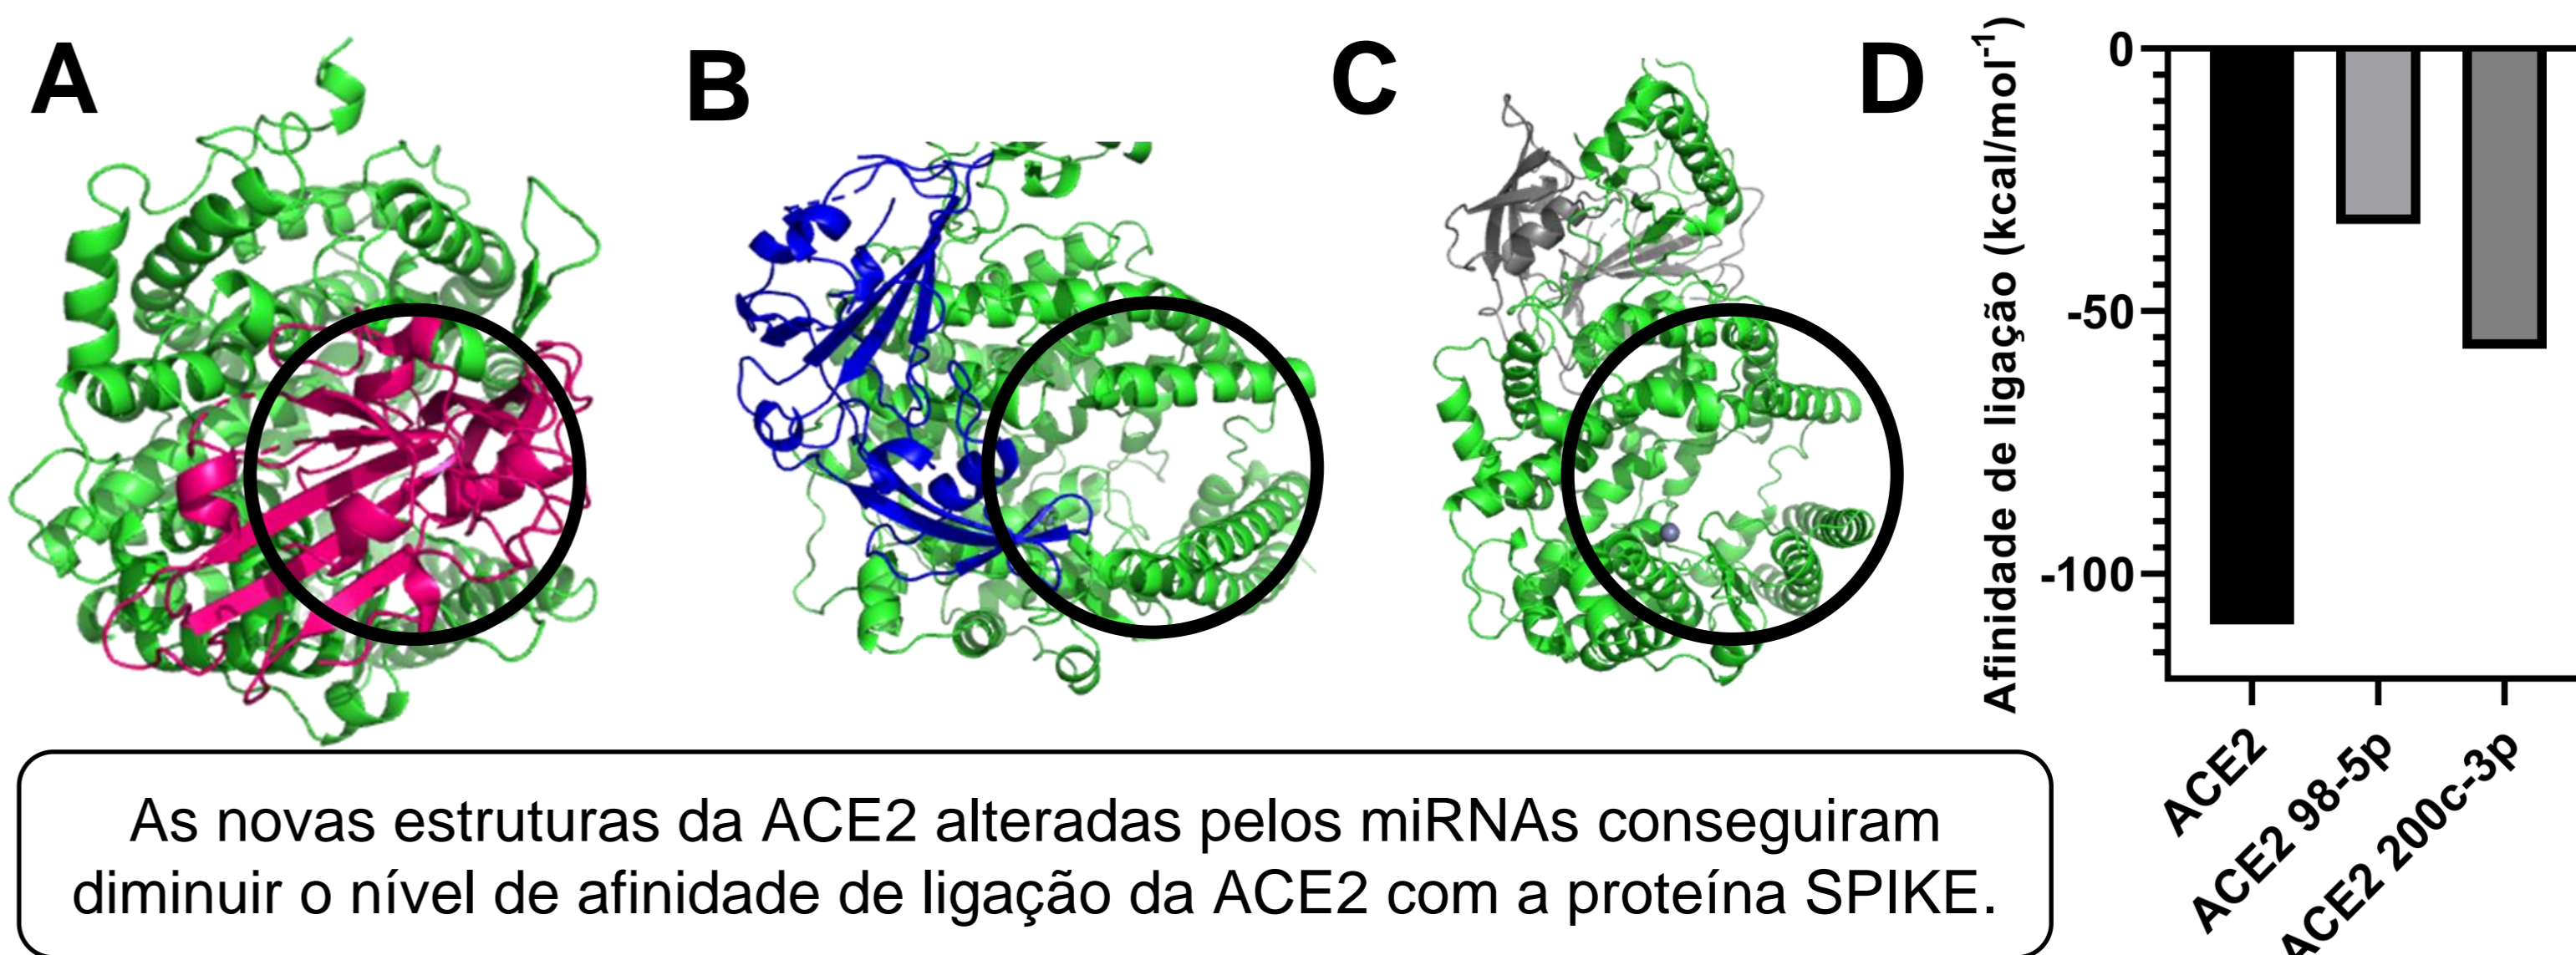 A
B
C
D
Afinidade de ligação (kcal/mol⁻¹)
0
-50
-100
ACE2
ACE2 98-5p
ACE2 200c-3p
As novas estruturas da ACE2 alteradas pelos miRNAs conseguiram
diminuir o nível de afinidade de ligação da ACE2 com a proteína SPIKE.